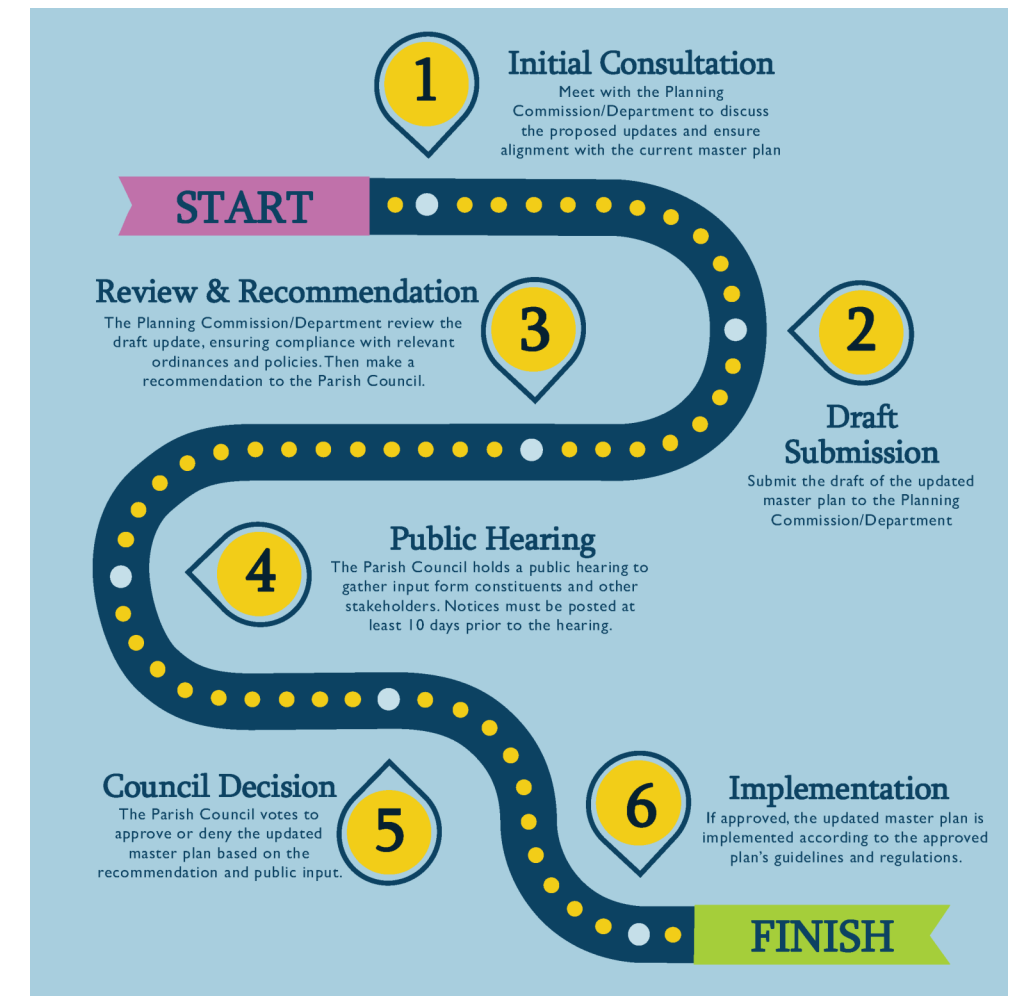 1
Initial Consultation
Meet with the Planning
Commission/Department to discuss
the proposed updates and ensure
alignment with the current master plan
START
2
Draft
Submission
Submit the draft of the updated
master plan to the Planning
Commission/Department
3
Review & Recommendation
The Planning Commission/Department review the
draft update, ensuring compliance with relevant
ordinances and policies. Then make a
recommendation to the Parish Council.
4
Public Hearing
The Parish Council holds a public hearing to
gather input form constituents and other
stakeholders. Notices must be posted at
least 10 days prior to the hearing.
5
Council Decision
The Parish Council votes to
approve or deny the updated
master plan based on the
recommendation and public input.
6
Implementation
If approved, the updated master plan is
implemented according to the approved
plan's guidelines and regulations.
FINISH